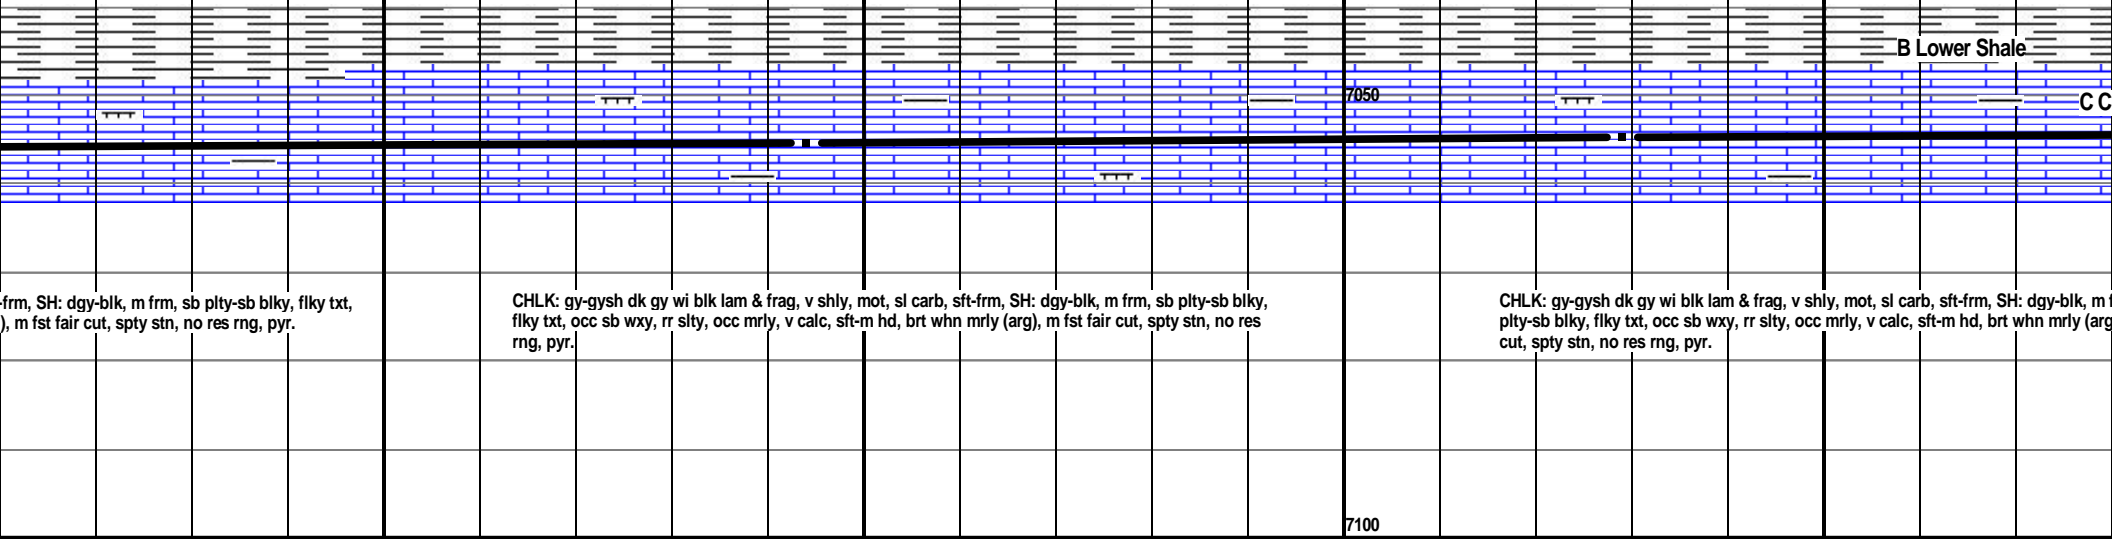 B Lower Shale
7050
C C
-frm, SH: dgy-blk, m frm, sb plty-sb blky, flky txt,
), m fst fair cut, spty stn, no res rng, pyr.
CHLK: gy-gysh dk gy wi blk lam & frag, v shly, mot, sl carb, sft-frm, SH: dgy-blk, m frm, sb plty-sb blky,
flky txt, occ sb wxy, rr slty, occ mrly, v calc, sft-m hd, brt whn mrly (arg), m fst fair cut, spty stn, no res
rng, pyr.
CHLK: gy-gysh dk gy wi blk lam & frag, v shly, mot, sl carb, sft-frm, SH: dgy-blk, m f
plty-sb blky, flky txt, occ sb wxy, rr slty, occ mrly, v calc, sft-m hd, brt whn mrly (arg
cut, spty stn, no res rng, pyr.
7100